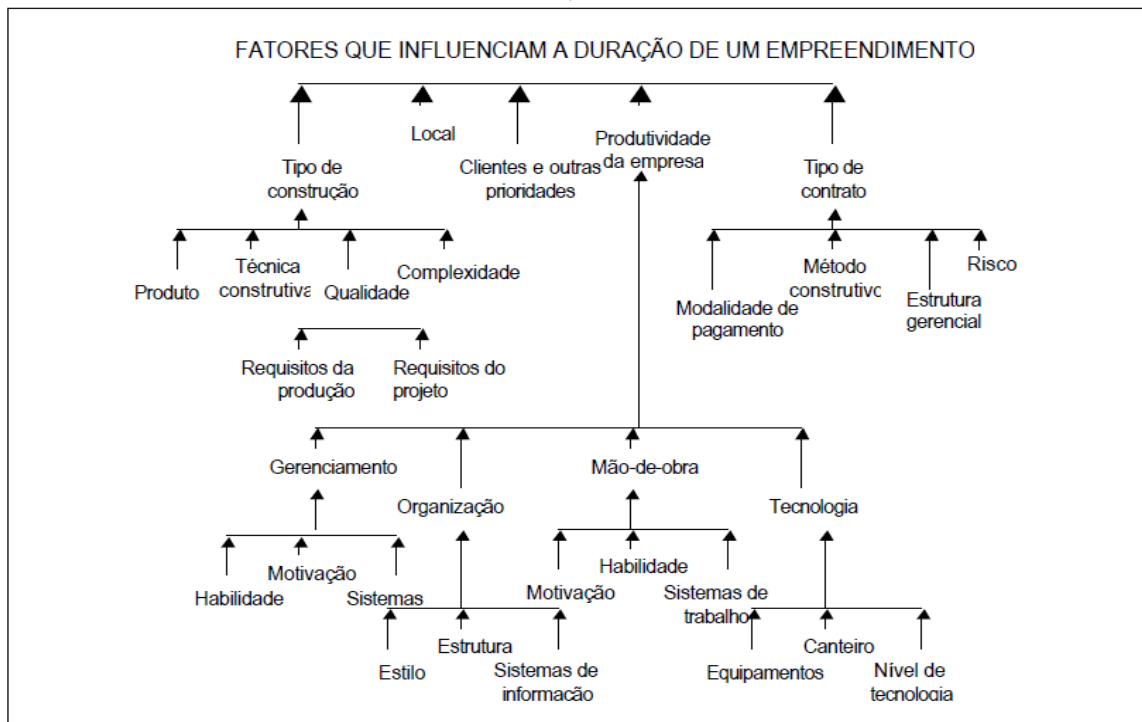 FATORES QUE INFLUENCIAM A DURAÇÃO DE UM EMPREENDIMENTO
Tipo de
construção
Local
Clientes e outras
prioridades
Produtividade
da empresa
Tipo de
contrato
Produto
Técnica
construtiva
Qualidade
Complexidade
Modalidade de
pagamento
Método
construtivo
Estrutura
gerencial
Risco
Requisitos da
produção
Requisitos do
projeto
Gerenciamento
Organização
Mão-de-obra
Tecnologia
Habilidade
Motivação
Sistemas
Motivação
Habilidade
Sistemas de
trabalho
Estilo
Estrutura
Sistemas de
informação
Equipamentos
Canteiro
Nível de
tecnologia